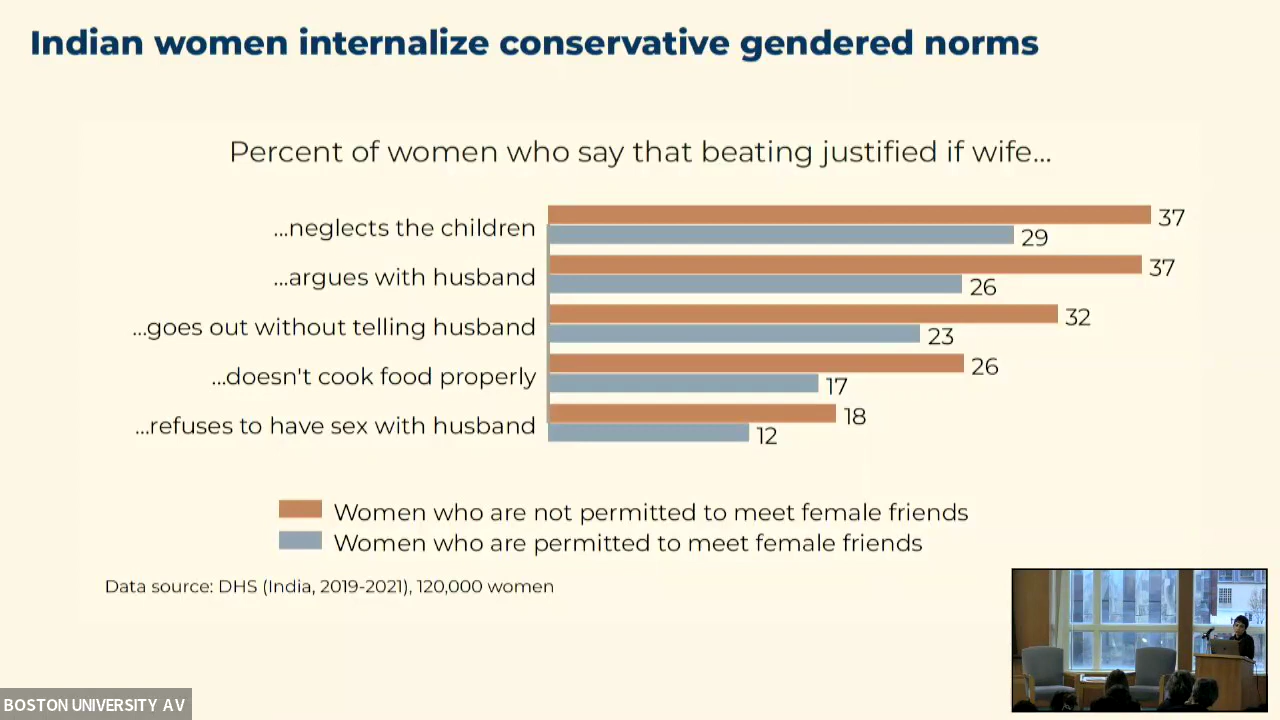 Indian women internalize conservative gendered norms
Percent of women who say that beating justified if wife...
...neglects the children
37
29
...argues with husband
37
26
...goes out without telling husband
32
23
...doesn't cook food properly
26
17
...refuses to have sex with husband
18
12
Women who are not permitted to meet female friends
Women who are permitted to meet female friends
Data source: DHS (India, 2019-2021), 120,000 women
BOSTON UNIVERSITY AV